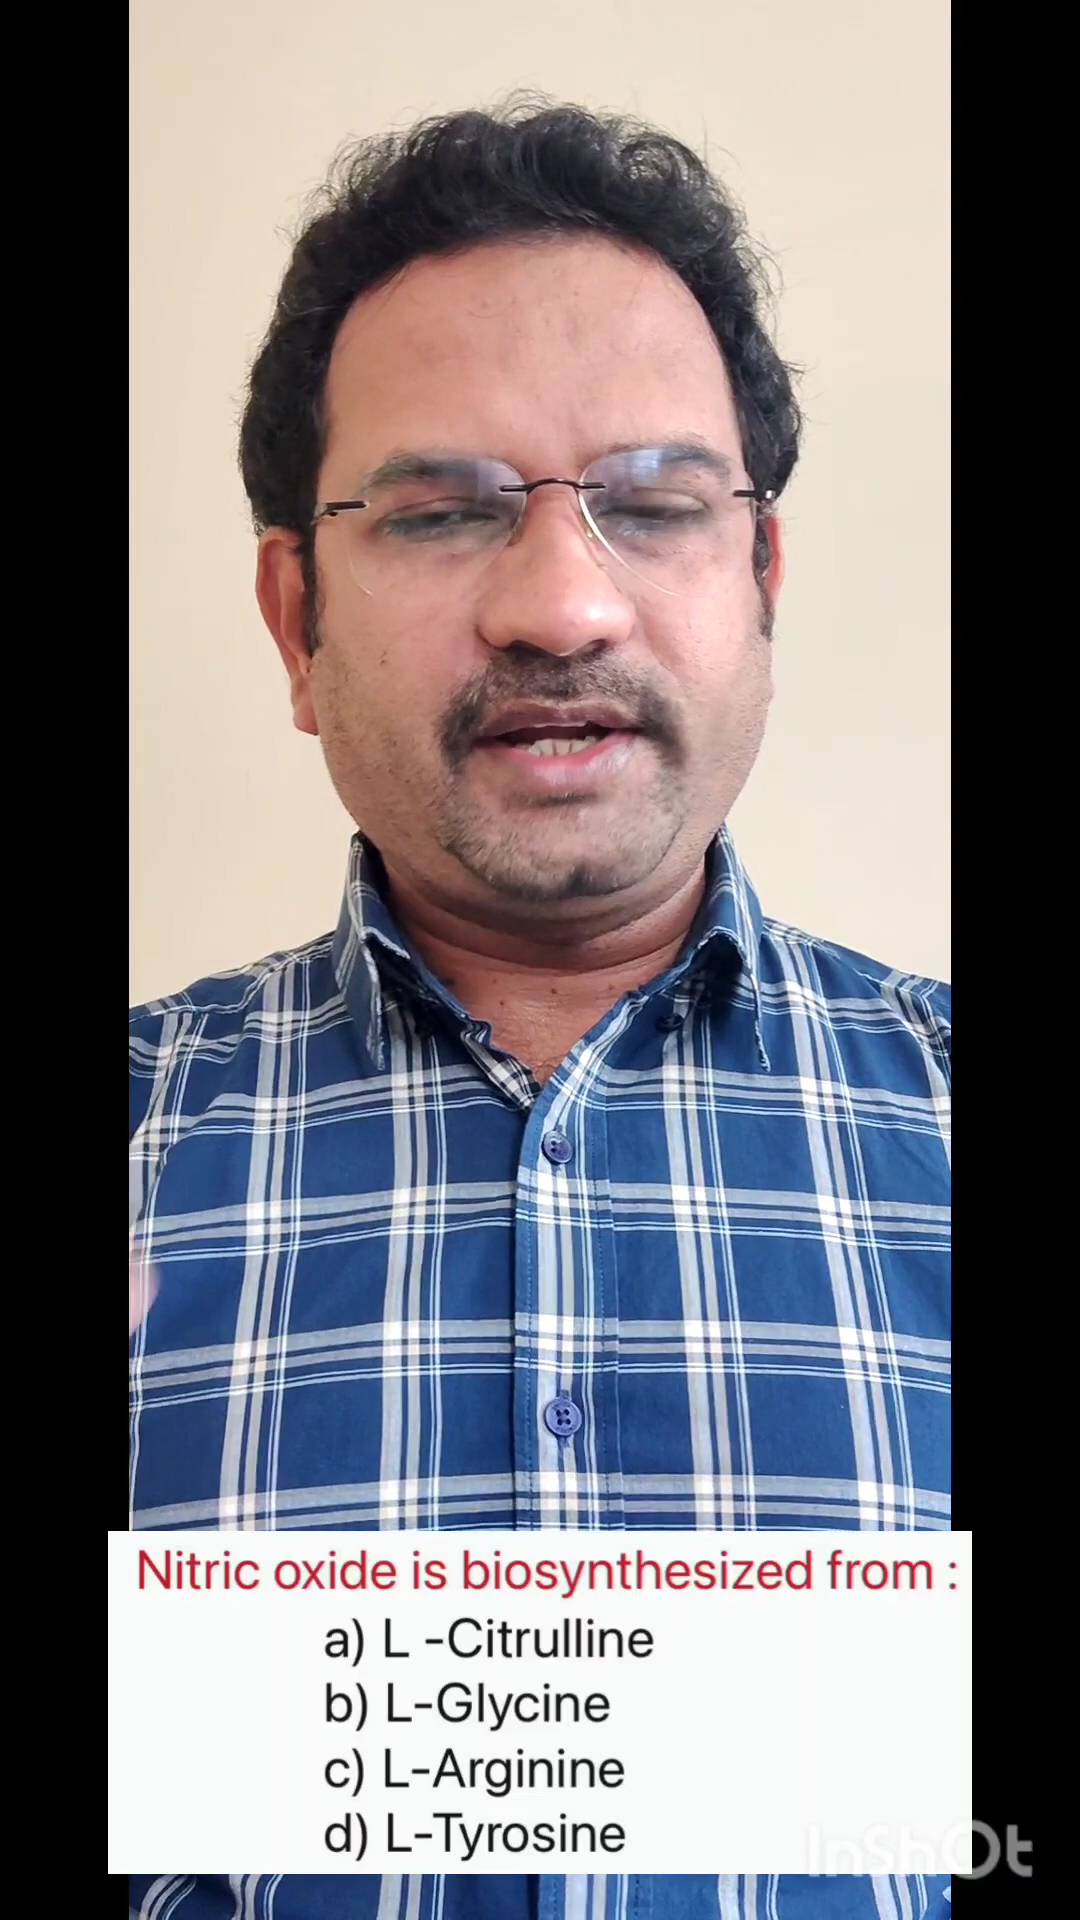 Nitric oxide is biosynthesized from :
a) L -Citrulline
b) L-Glycine
c) L-Arginine
d) L-Tyrosine
InShOt